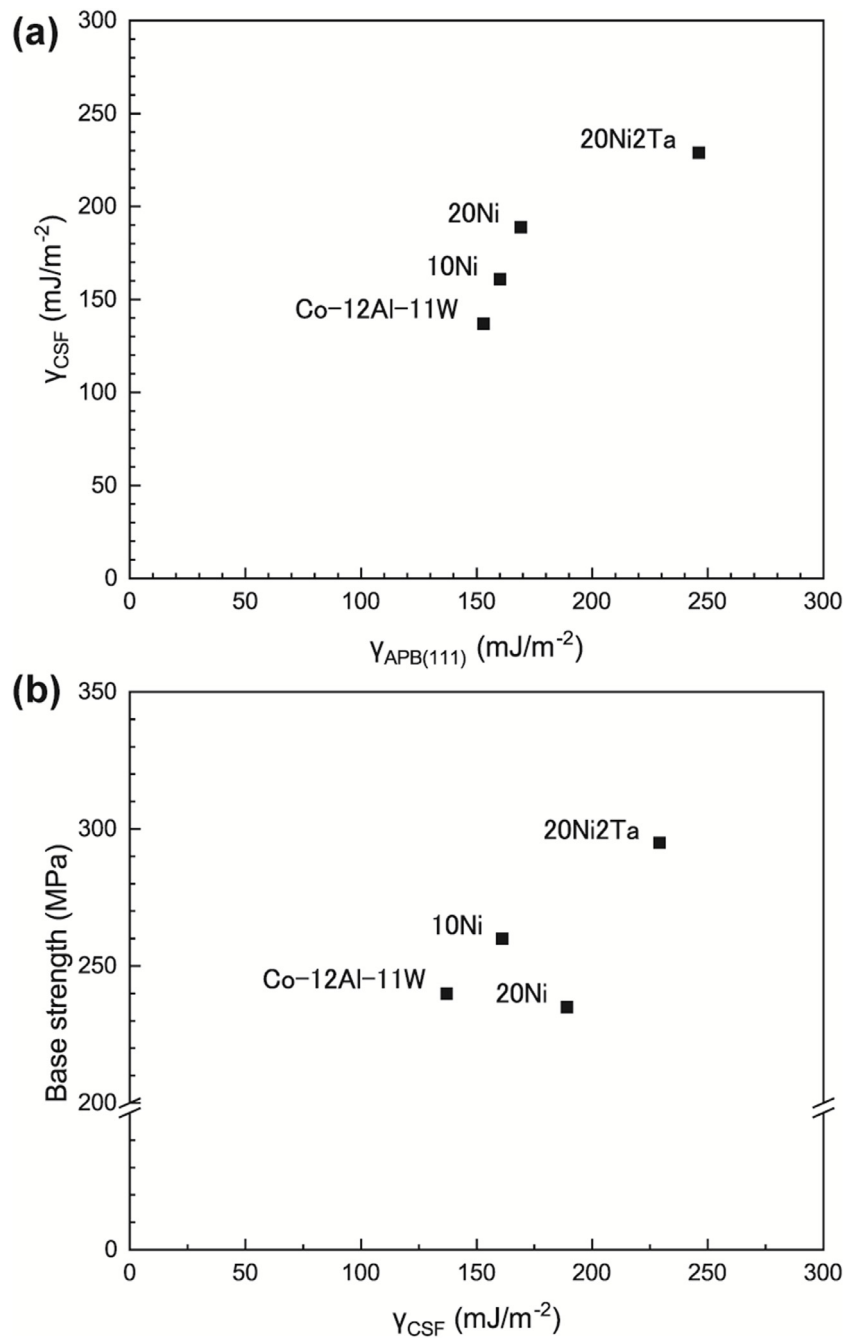 (a)
300
250
200
150
100
50
0
γCSF (mJ/m-2)
20Ni2Ta
20Ni
10Ni
Co-12Al-11W
0 50 100 150 200 250 300
γAPB(111) (mJ/m-2)
(b)
350
300
250
200
0
Base strength (MPa)
20Ni2Ta
10Ni
Co-12Al-11W
20Ni
0 50 100 150 200 250 300
γCSF (mJ/m-2)